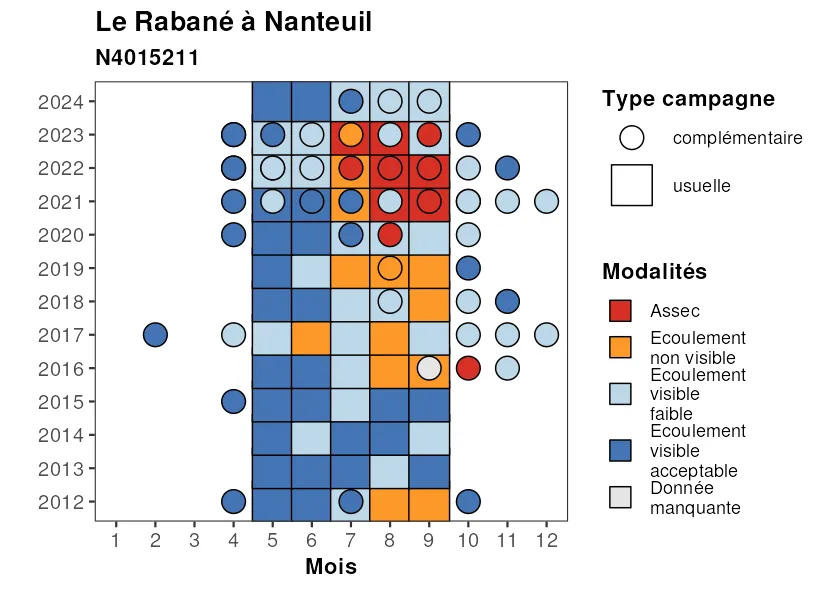 Le Rabané à Nanteuil
N4015211
2024
2023
2022
2021
2020
2019
2018
2017
2016
2015
2014
2013
2012
1 2 3 4 5 6 7 8 9 10 11 12
Mois
Type campagne
complémentaire
usuelle
Modalités
Assec
Ecoulement
non visible
Ecoulement
visible
faible
Ecoulement
visible
acceptable
Donnée
manquante